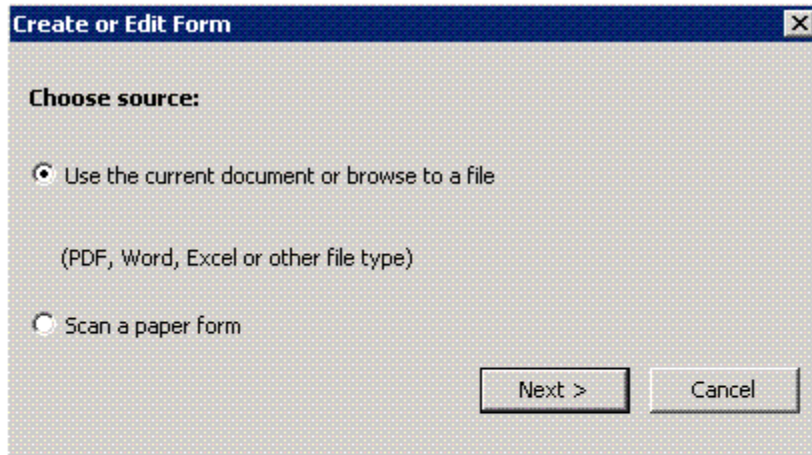 Create or Edit Form
Choose source:
Use the current document or browse to a file
(PDF, Word, Excel or other file type)
Scan a paper form
Next >
Cancel